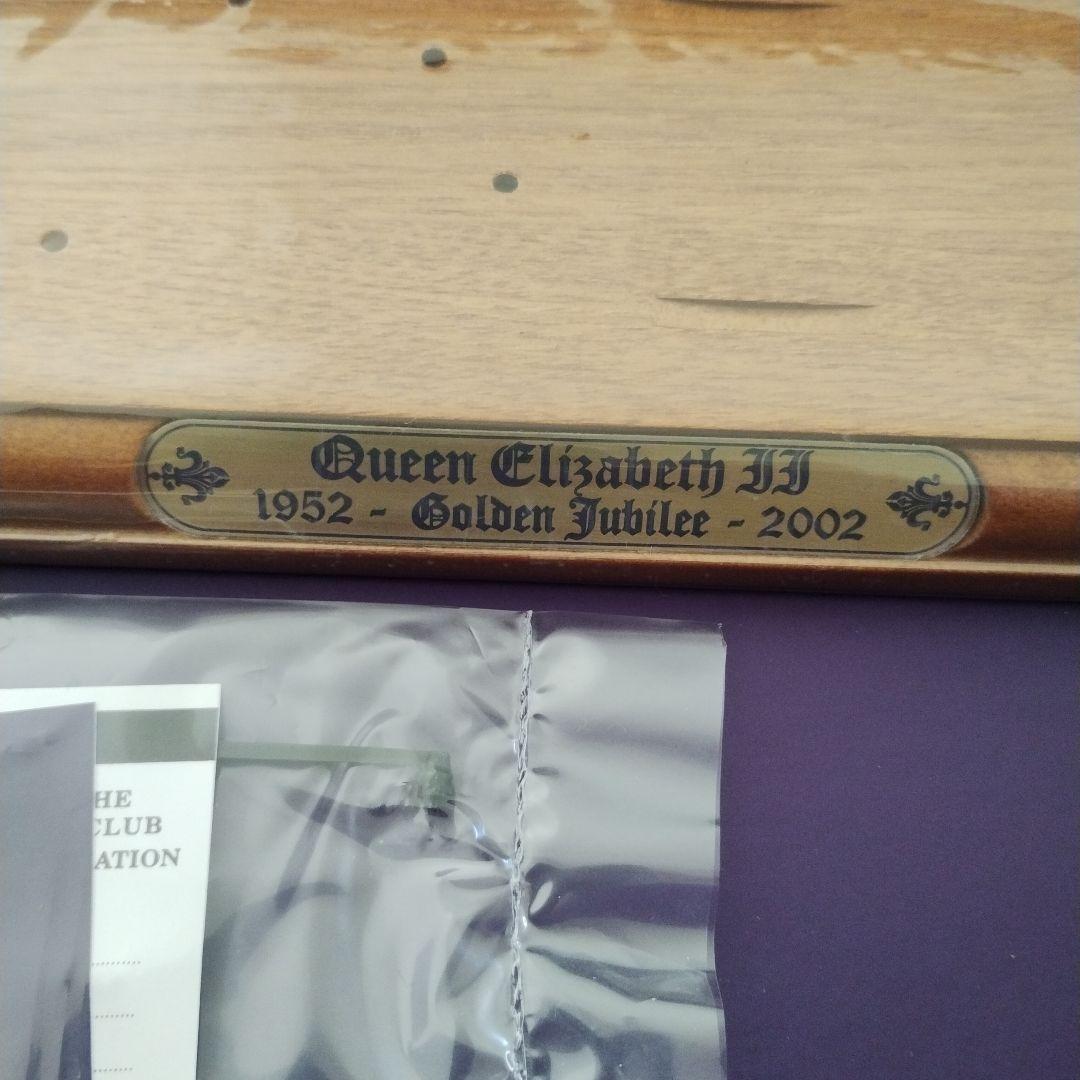 Queen Elizabeth II
1952 - Golden Jubilee - 2002
HE
CLUB
ATION